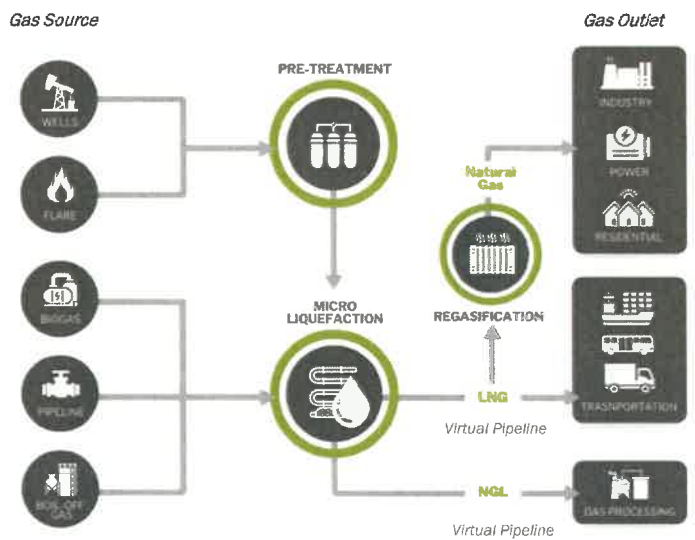 Gas Source
Gas Outlet
PRE-TREATMENT
WELLS
FLARE
INDUSTRY
POWER
RESIDENTIAL
Natural
Gas
REGASIFICATION
MICRO
LIQUEFACTION
BIOGAS
PIPELINE
BOIL-OFF
GAS
LNG
Virtual Pipeline
TRASNPORTATION
NGL
Virtual Pipeline
GAS PROCESSING